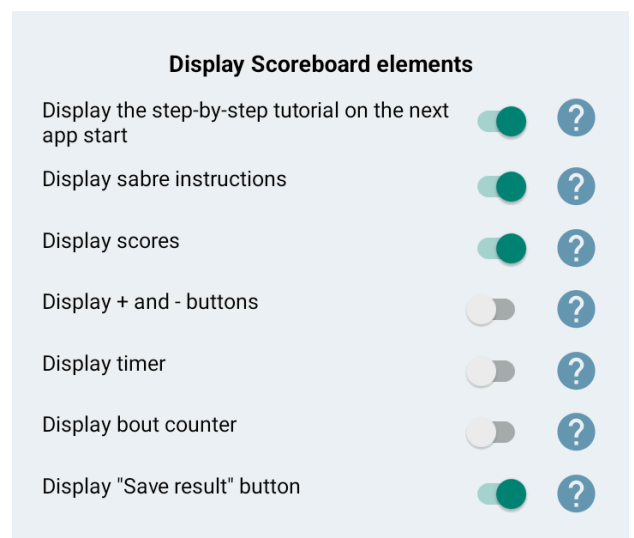 Display Scoreboard elements
Display the step-by-step tutorial on the next
app start
?
Display sabre instructions
?
Display scores
?
Display + and - buttons
?
Display timer
?
Display bout counter
?
Display "Save result" button
?